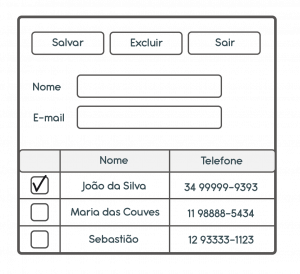 Salvar Excluir Sair
Nome
E-mail
Nome Telefone
João da Silva 34 99999-9393
Maria das Couves 11 98888-5434
Sebastião 12 93333-1123